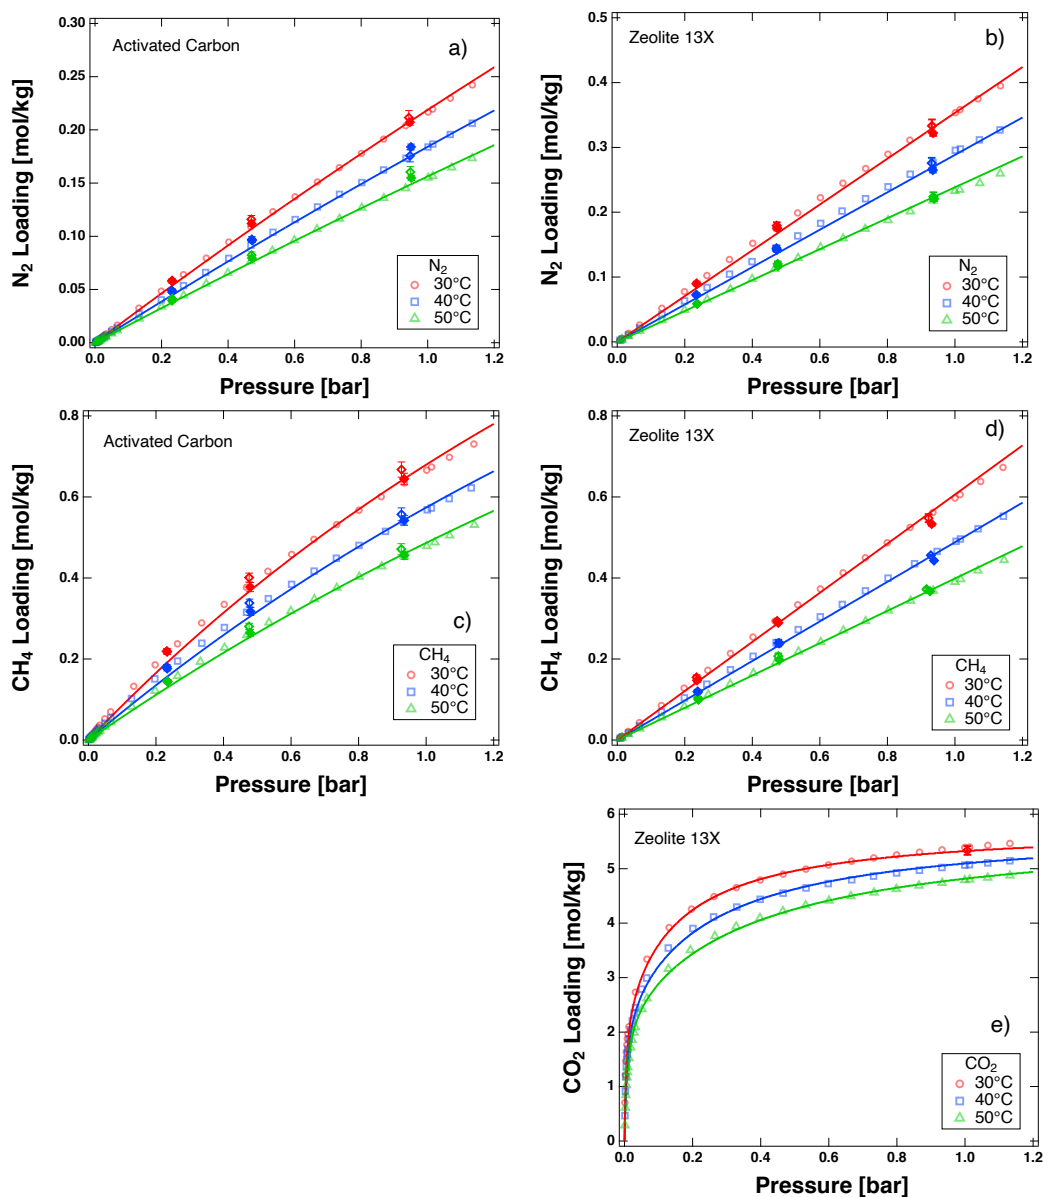 Activated Carbon
a)
0.30
0.25
0.20
0.15
0.10
0.05
0.00
N₂ Loading [mol/kg]
N₂
30°C
40°C
50°C
0.0 0.2 0.4 0.6 0.8 1.0 1.2
Pressure [bar]
Zeolite 13X
b)
0.5
0.4
0.3
0.2
0.1
0.0
N₂ Loading [mol/kg]
N₂
30°C
40°C
50°C
0.0 0.2 0.4 0.6 0.8 1.0 1.2
Pressure [bar]
Activated Carbon
c)
0.8
0.6
0.4
0.2
0.0
CH₄ Loading [mol/kg]
CH₄
30°C
40°C
50°C
0.0 0.2 0.4 0.6 0.8 1.0 1.2
Pressure [bar]
Zeolite 13X
d)
0.8
0.6
0.4
0.2
0.0
CH₄ Loading [mol/kg]
CH₄
30°C
40°C
50°C
0.0 0.2 0.4 0.6 0.8 1.0 1.2
Pressure [bar]
Zeolite 13X
e)
6
5
4
3
2
1
0
CO₂ Loading [mol/kg]
CO₂
30°C
40°C
50°C
0.0 0.2 0.4 0.6 0.8 1.0 1.2
Pressure [bar]